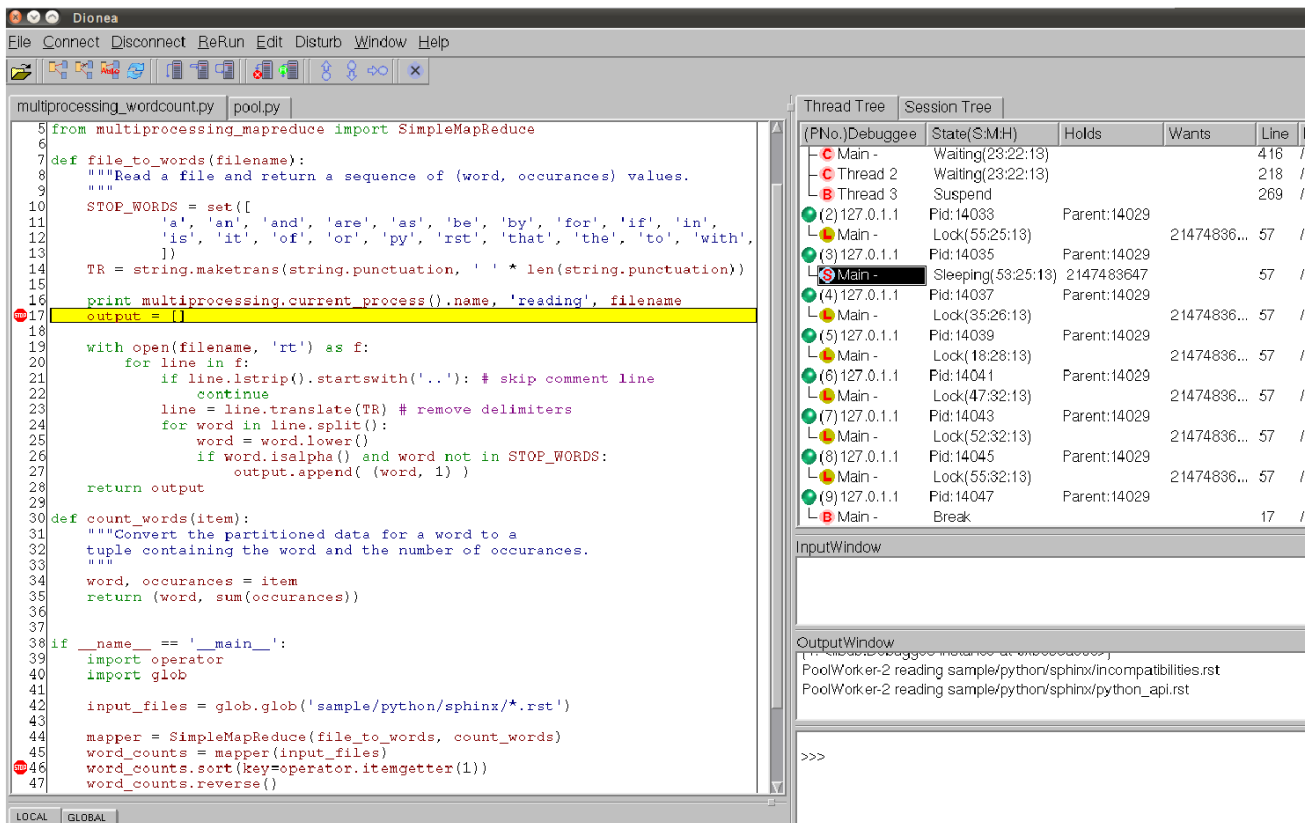 Dionea
File Connect Disconnect ReRun Edit Disturb Window Help
multiprocessing_wordcount.py pool.py
5 from multiprocessing_mapreduce import SimpleMapReduce
6
7 def file_to_words(filename):
8     """Read a file and return a sequence of (word, occurances) values.
9     """
10     STOP_WORDS = set([
11             'a', 'an', 'and', 'are', 'as', 'be', 'by', 'for', 'if', 'in',
12             'is', 'it', 'of', 'or', 'py', 'rst', 'that', 'the', 'to', 'with',
13             ])
14     TR = string.maketrans(string.punctuation, ' ' * len(string.punctuation))
15
16     print multiprocessing.current_process().name, 'reading', filename
STOP 17     output = []
18
19     with open(filename, 'rt') as f:
20         for line in f:
21             if line.lstrip().startswith('..'): # skip comment line
22                 continue
23             line = line.translate(TR) # remove delimiters
24             for word in line.split():
25                 word = word.lower()
26                 if word.isalpha() and word not in STOP_WORDS:
27                     output.append( (word, 1) )
28     return output
29
30 def count_words(item):
31     """Convert the partitioned data for a word to a
32     tuple containing the word and the number of occurances.
33     """
34     word, occurances = item
35     return (word, sum(occurances))
36
37
38 if __name__ == '__main__':
39     import operator
40     import glob
41
42     input_files = glob.glob('sample/python/sphinx/*.rst')
43
44     mapper = SimpleMapReduce(file_to_words, count_words)
45     word_counts = mapper(input_files)
STOP 46     word_counts.sort(key=operator.itemgetter(1))
47     word_counts.reverse()
LOCAL GLOBAL
Thread Tree Session Tree
(PNo.)Debuggee State(S:M:H) Holds Wants Line
C Main - Waiting(23:22:13) 416 /
C Thread 2 Waiting(23:22:13) 218 /
B Thread 3 Suspend 269 /
(2)127.0.1.1 Pid:14033 Parent:14029
L Main - Lock(55:25:13) 21474836... 57 /
(3)127.0.1.1 Pid:14035 Parent:14029
S Main - Sleeping(53:25:13) 2147483647 57 /
(4)127.0.1.1 Pid:14037 Parent:14029
L Main - Lock(35:26:13) 21474836... 57 /
(5)127.0.1.1 Pid:14039 Parent:14029
L Main - Lock(18:28:13) 21474836... 57 /
(6)127.0.1.1 Pid:14041 Parent:14029
L Main - Lock(47:32:13) 21474836... 57 /
(7)127.0.1.1 Pid:14043 Parent:14029
L Main - Lock(52:32:13) 21474836... 57 /
(8)127.0.1.1 Pid:14045 Parent:14029
L Main - Lock(55:32:13) 21474836... 57 /
(9)127.0.1.1 Pid:14047 Parent:14029
B Main - Break 17 /
InputWindow
OutputWindow
PoolWorker-2 reading sample/python/sphinx/incompatibilities.rst
PoolWorker-2 reading sample/python/sphinx/python_api.rst
>>>